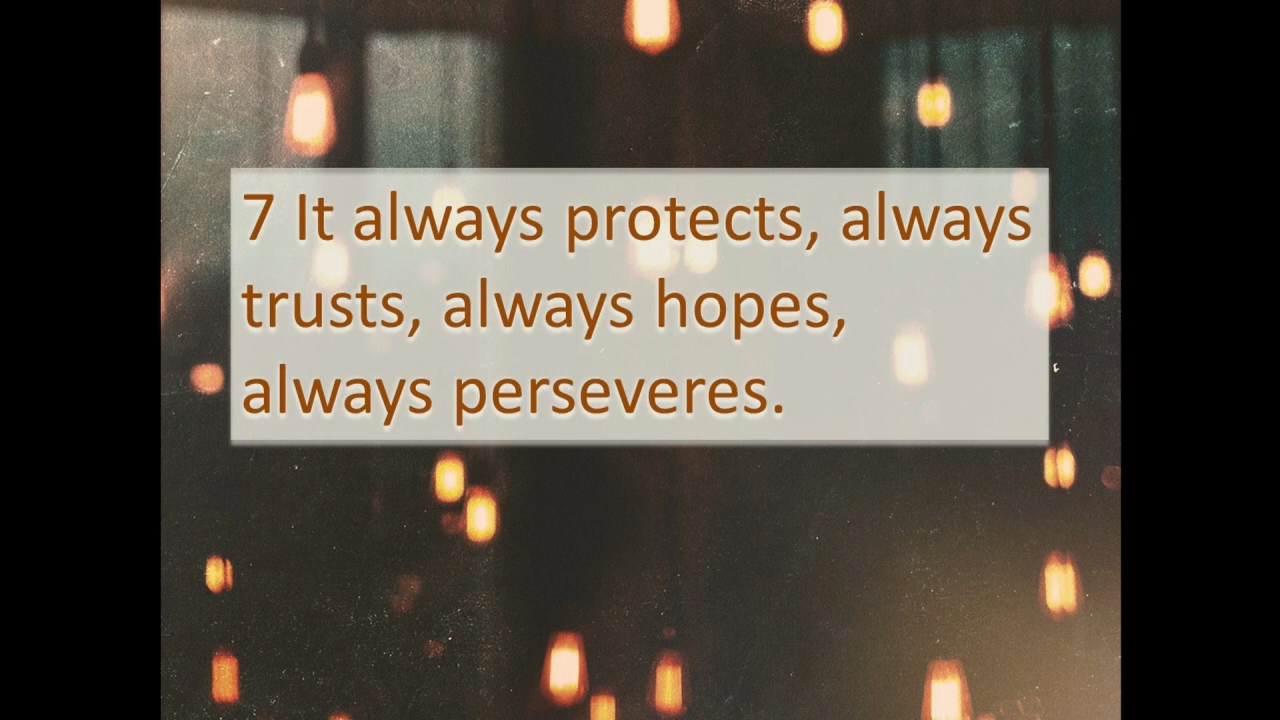 7 It always protects, always
trusts, always hopes,
always perseveres.